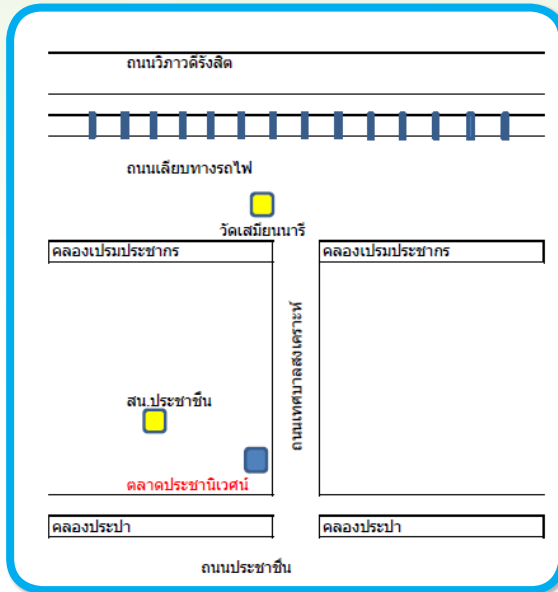 ถนนวิภาวดีรังสิต
ถนนเลียบทางรถไฟ
วัดเสมียนนารี
คลองเปรมประชากร
คลองเปรมประชากร
ถนนเทศบาลสงเคราะห์
สน.ประชาชื่น
ตลาดประชานิเวศน์
คลองประปา
คลองประปา
ถนนประชาชื่น